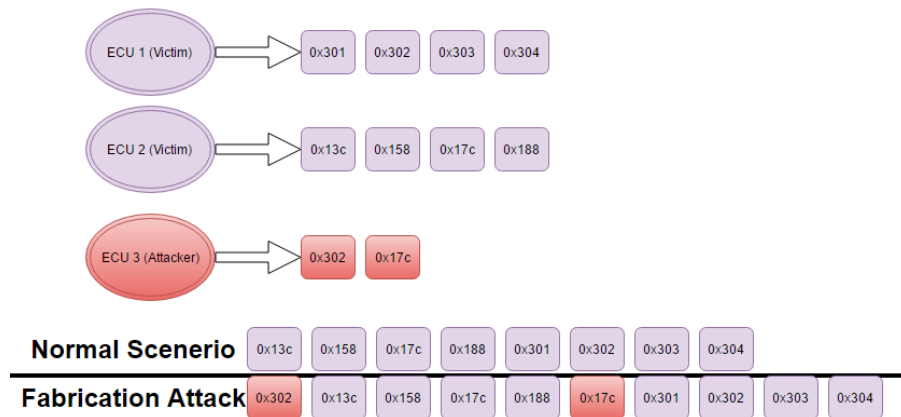 ECU 1 (Victim) 0x301 0x302 0x303 0x304
ECU 2 (Victim) 0x13c 0x158 0x17c 0x188
ECU 3 (Attacker) 0x302 0x17c
Normal Scenerio 0x13c 0x158 0x17c 0x188 0x301 0x302 0x303 0x304
Fabrication Attack 0x302 0x13c 0x158 0x17c 0x188 0x17c 0x301 0x302 0x303 0x304